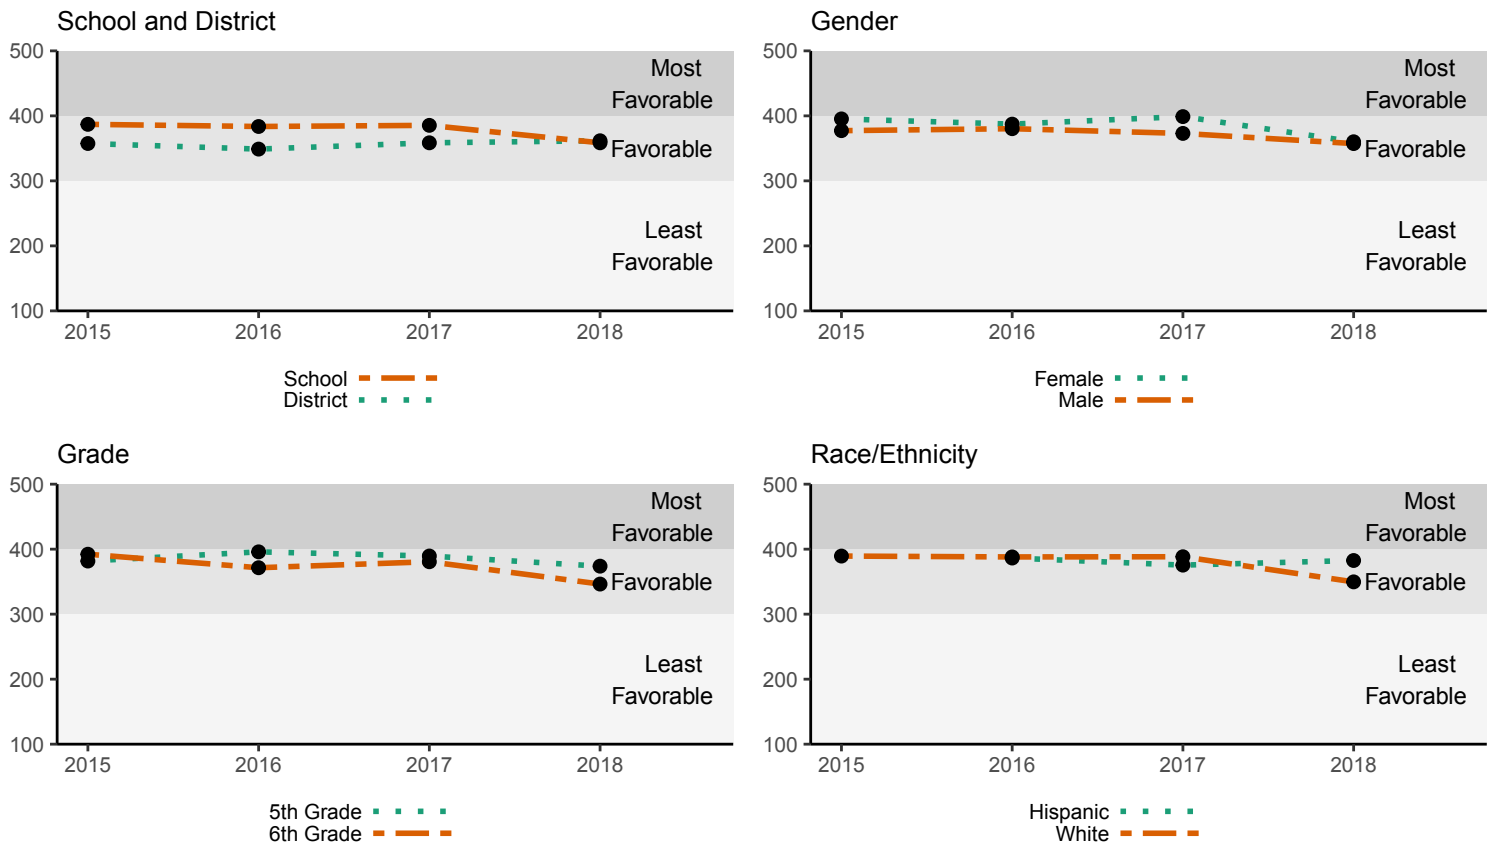 School and District
500
400
300
200
100
Most
Favorable
Favorable
Least
Favorable
2015 2016 2017 2018
School
District
Gender
500
400
300
200
100
Most
Favorable
Favorable
Least
Favorable
2015 2016 2017 2018
Female
Male
Grade
500
400
300
200
100
Most
Favorable
Favorable
Least
Favorable
2015 2016 2017 2018
5th Grade
6th Grade
Race/Ethnicity
500
400
300
200
100
Most
Favorable
Favorable
Least
Favorable
2015 2016 2017 2018
Hispanic
White